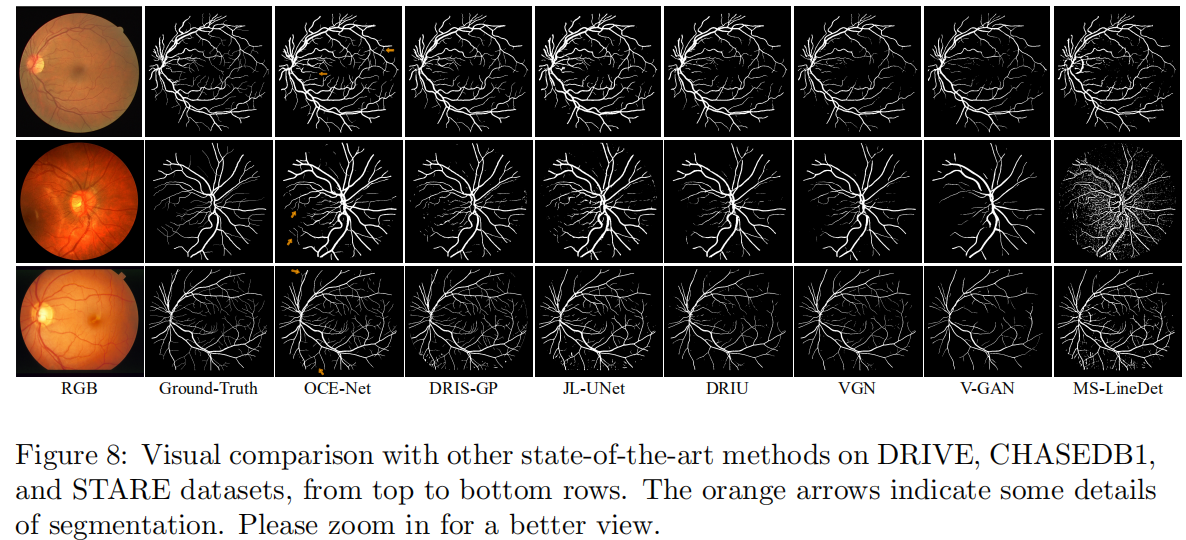 RGB Ground-Truth OCE-Net DRIS-GP JL-UNet DRIU VGN V-GAN MS-LineDet
Figure 8: Visual comparison with other state-of-the-art methods on DRIVE, CHASEDB1,
and STARE datasets, from top to bottom rows. The orange arrows indicate some details
of segmentation. Please zoom in for a better view.